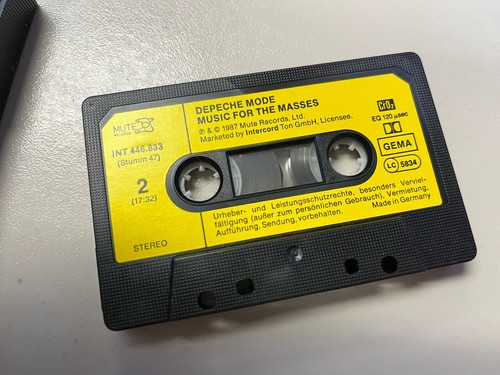 DEPECHE MODE
MUSIC FOR THE MASSES
℗ & © 1987 Mute Records, Ltd.
Marketed by Intercord Ton GmbH, Licensee.
MUTE
RECORDS
INT 446.833
(Stumm 47)
2
(17:32)
STEREO
CrO₂
EQ 120 µsec
GEMA
LC 5834
Urheber- und Leistungsschutzrechte, besonders Verviel-
fältigung (außer zum persönlichen Gebrauch), Vermietung,
Aufführung, Sendung, vorbehalten. Made in Germany